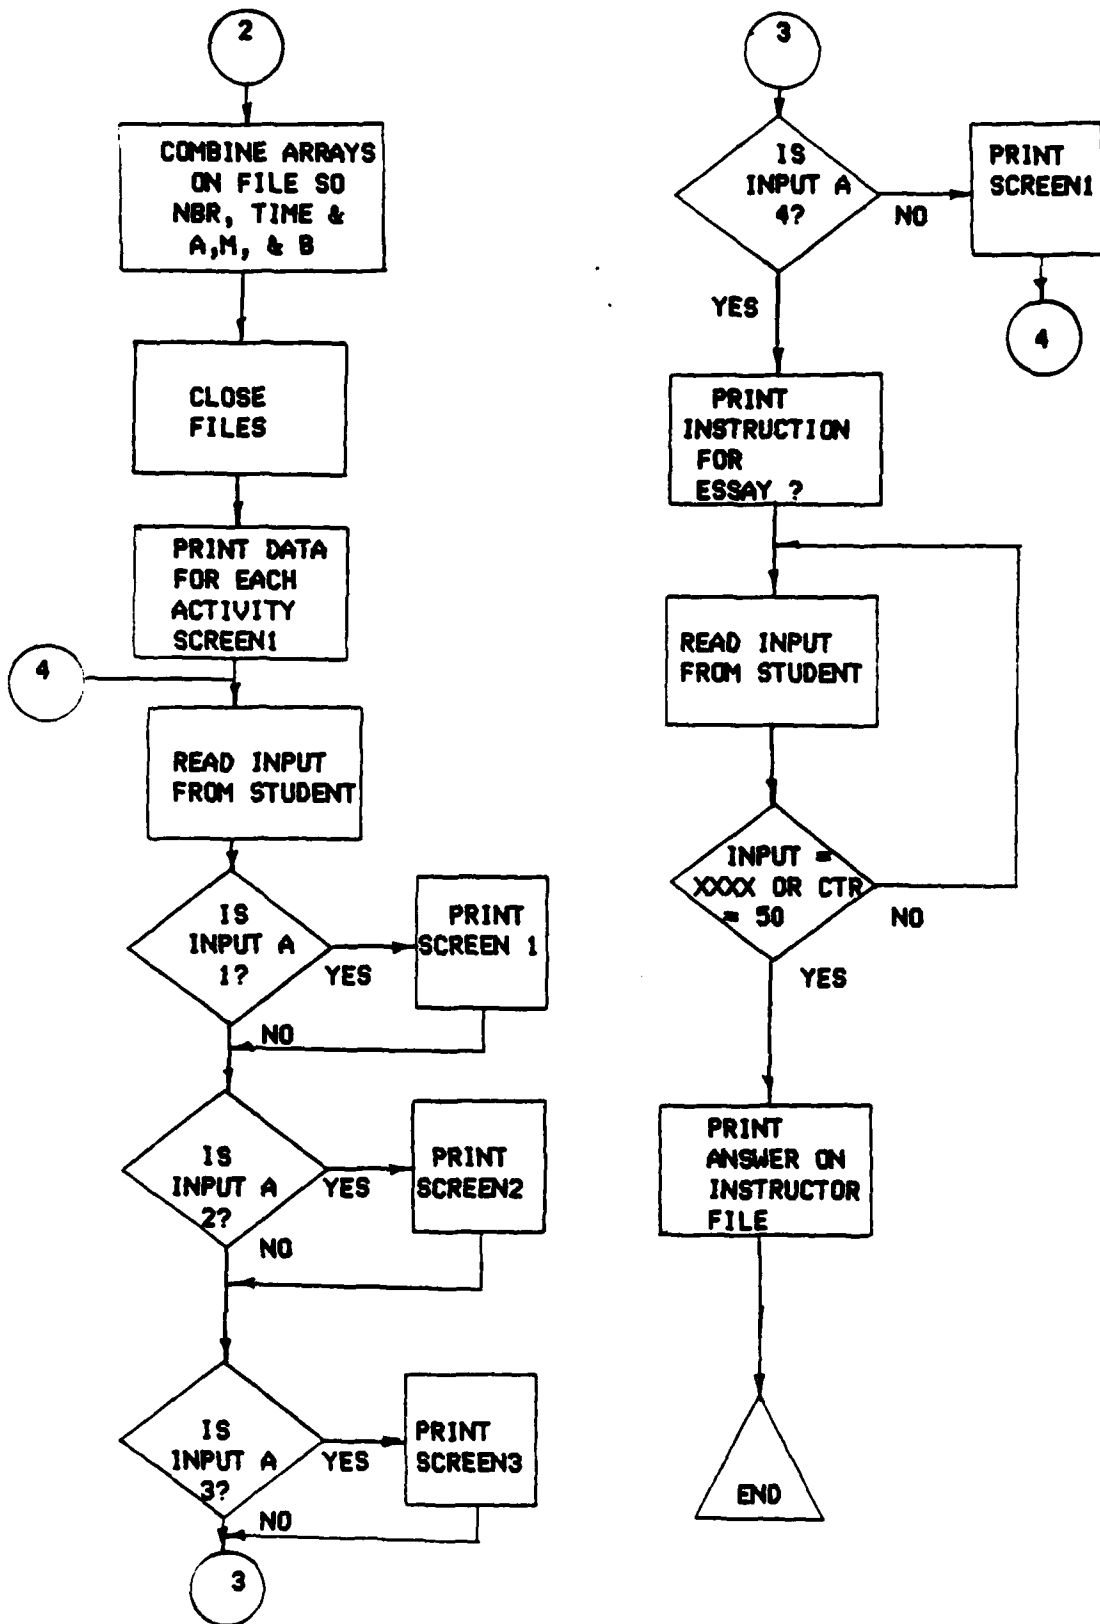 2
COMBINE ARRAYS
ON FILE SO
NBR, TIME &
A,M, & B
CLOSE
FILES
PRINT DATA
FOR EACH
ACTIVITY
SCREEN1
4
READ INPUT
FROM STUDENT
IS
INPUT A
1?
YES
PRINT
SCREEN 1
NO
IS
INPUT A
2?
YES
PRINT
SCREEN2
NO
IS
INPUT A
3?
YES
PRINT
SCREEN3
NO
3
3
IS
INPUT A
4?
NO
PRINT
SCREEN1
4
YES
PRINT
INSTRUCTION
FOR
ESSAY ?
READ INPUT
FROM STUDENT
INPUT =
XXXX OR CTR
= 50
NO
YES
PRINT
ANSWER ON
INSTRUCTOR
FILE
END